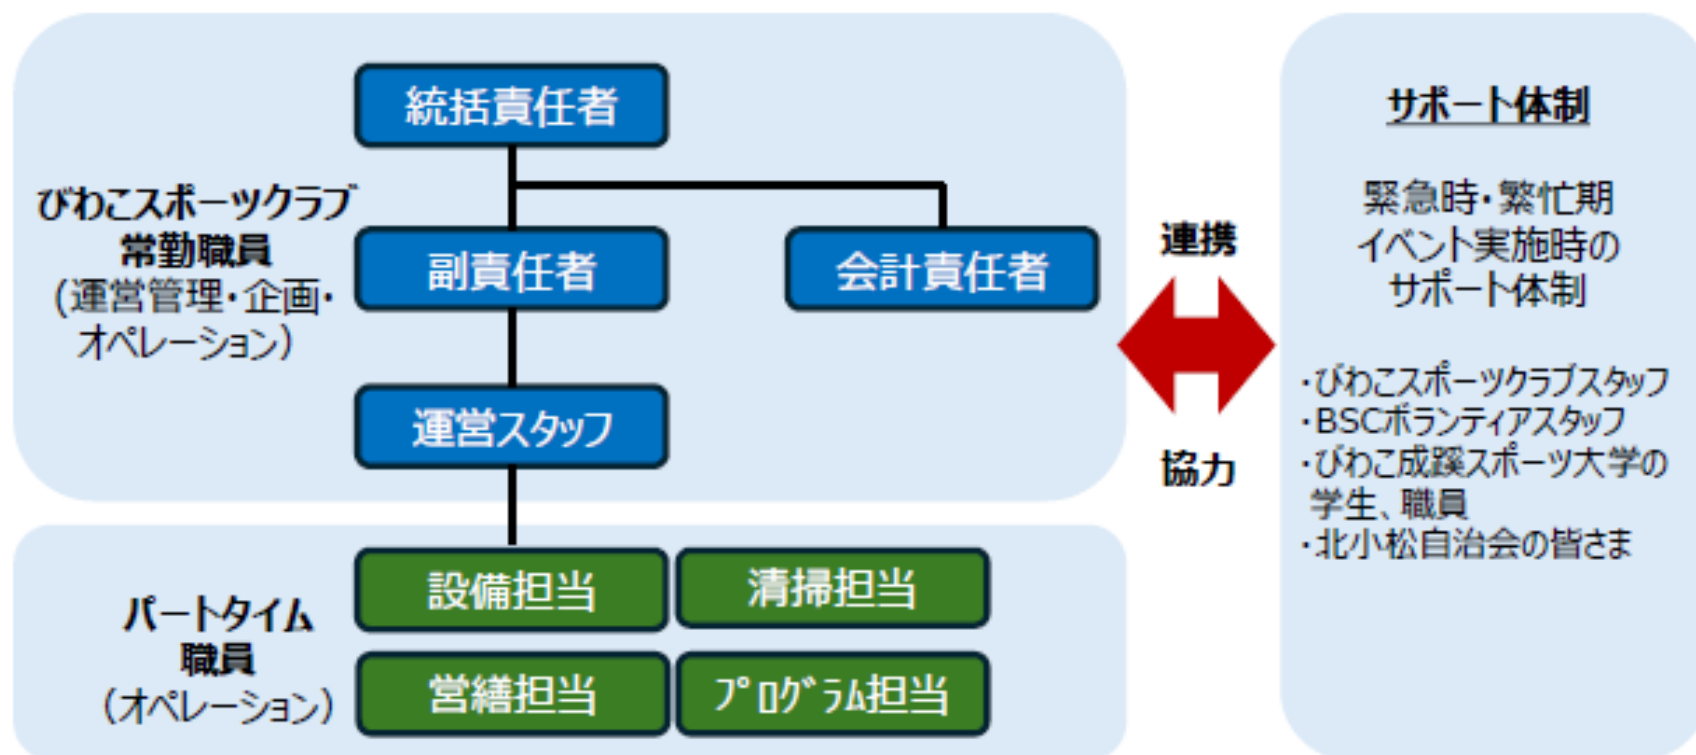 統括責任者
びわこスポーツクラブ
常勤職員
(運営管理・企画・
オペレーション）
副責任者
会計責任者
運営スタッフ
パートタイム
職員
（オペレーション）
設備担当
清掃担当
営繕担当
ﾌﾟﾛｸﾞﾗﾑ担当
連携
協力
サポート体制
緊急時・繁忙期
イベント実施時の
サポート体制
・びわこスポーツクラブスタッフ
・BSCボランティアスタッフ
・びわこ成蹊スポーツ大学の
学生、職員
・北小松自治会の皆さま